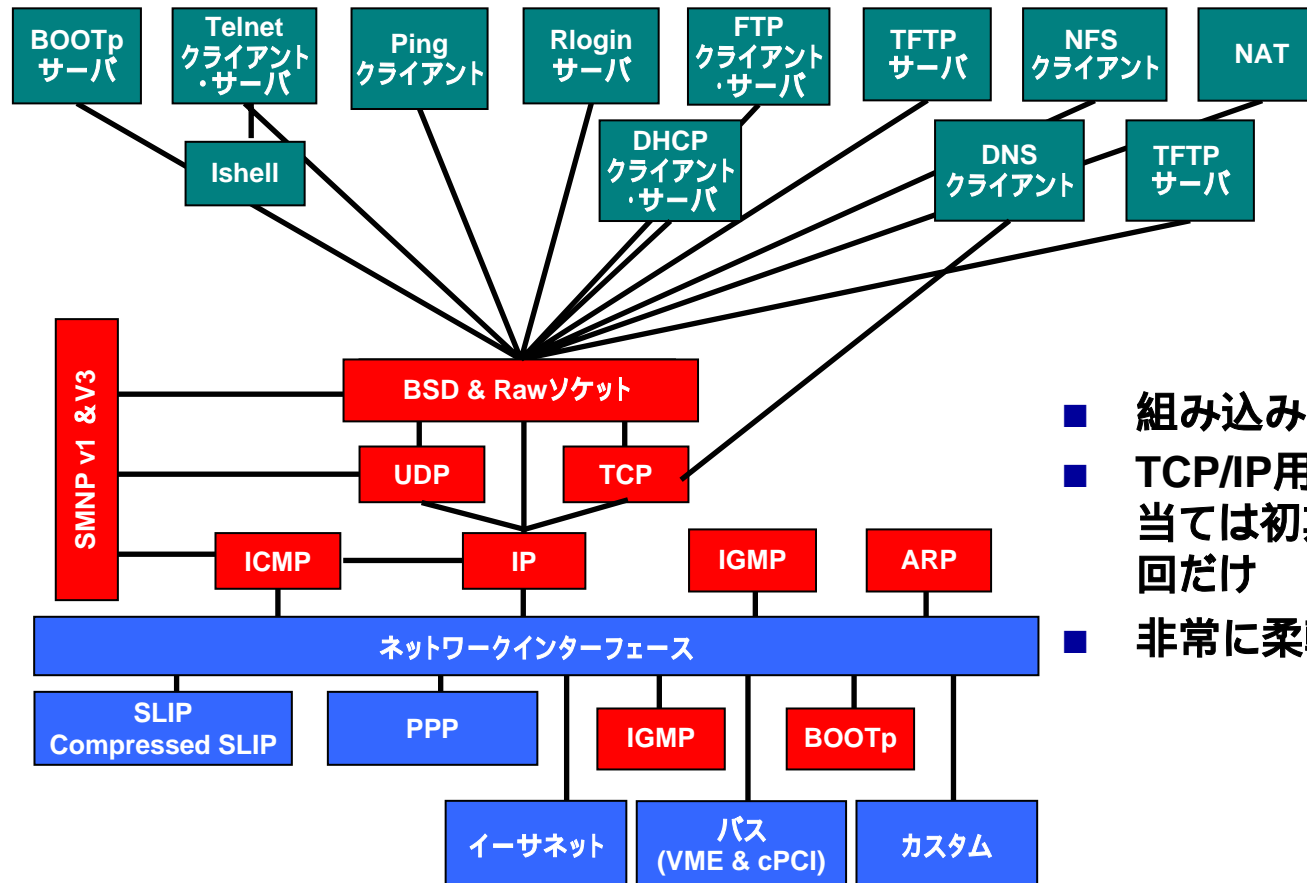 BOOTp
サーバ
Telnet
クライアント
・サーバ
Ping
クライアント
Rlogin
サーバ
FTP
クライアント
・サーバ
TFTP
サーバ
NFS
クライアント
NAT
Ishell
DHCP
クライアント
・サーバ
DNS
クライアント
TFTP
サーバ
SMNP v1 & V3
BSD & Rawソケット
UDP
TCP
ICMP
IP
IGMP
ARP
ネットワークインターフェース
SLIP
Compressed SLIP
PPP
IGMP
BOOTp
イーサネット
バス
(VME & cPCI)
カスタム
■ 組み込み
■ TCP/IP用
当ては初
回だけ
■ 非常に柔